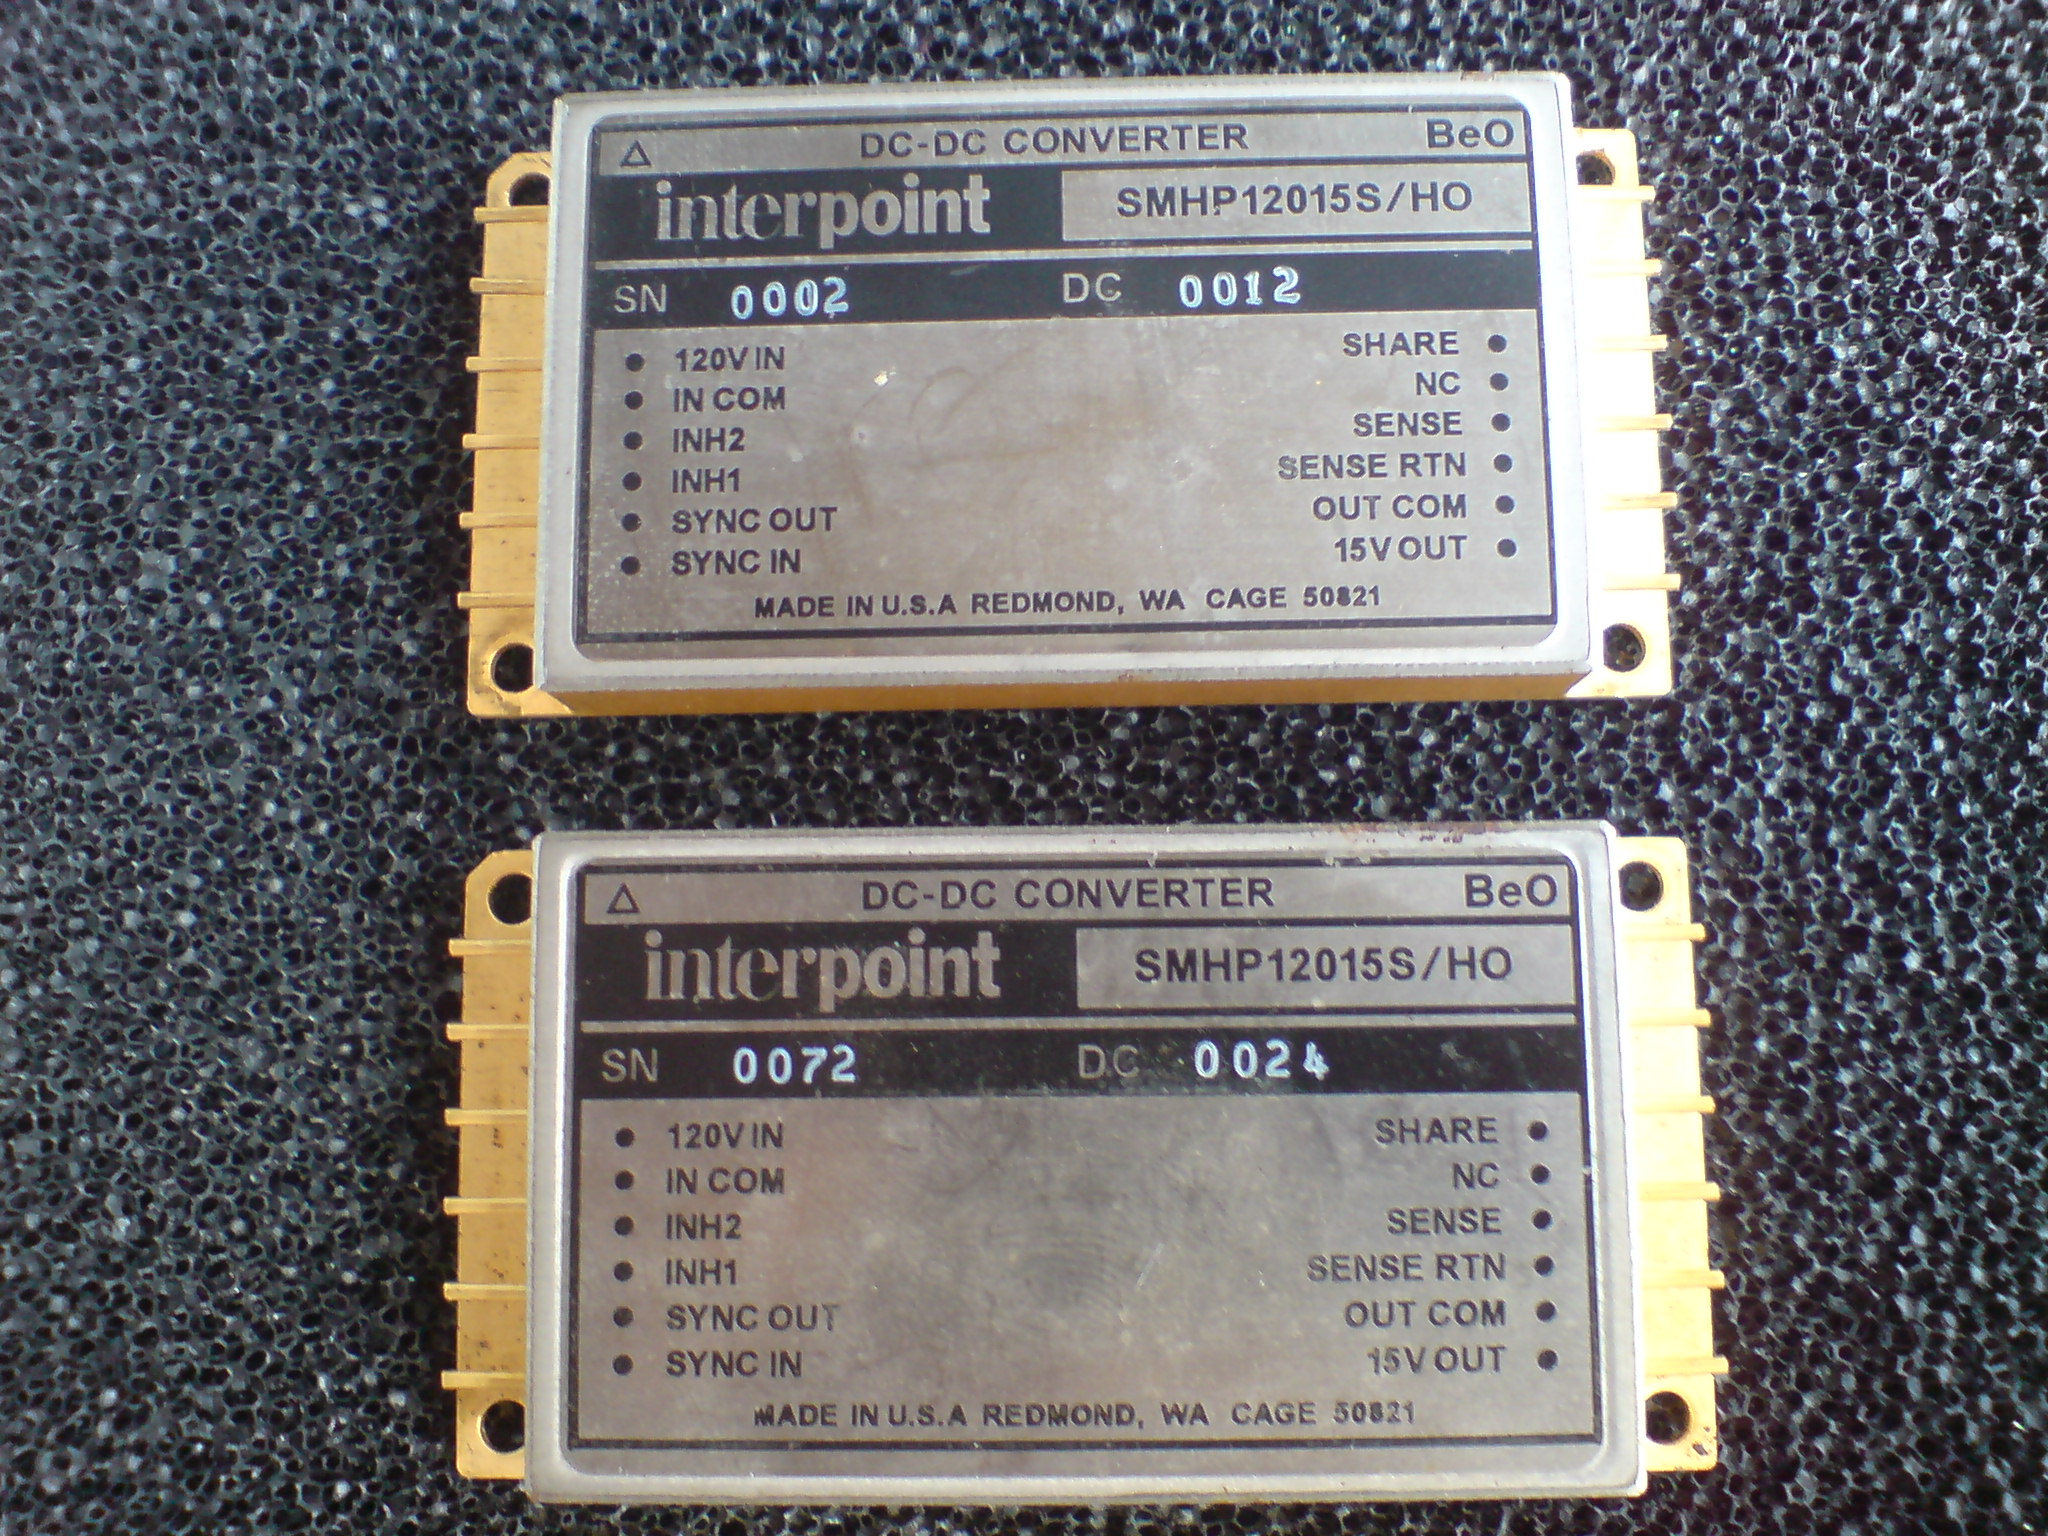 △ DC-DC CONVERTER BeO
interpoint SMHP12015S/HO
SN 0002 DC 0012
120V IN SHARE
IN COM NC
INH2 SENSE
INH1 SENSE RTN
SYNC OUT OUT COM
SYNC IN 15V OUT
MADE IN U.S.A REDMOND, WA CAGE 50821
△ DC-DC CONVERTER BeO
interpoint SMHP12015S/HO
SN 0072 DC 0024
120V IN SHARE
IN COM NC
INH2 SENSE
INH1 SENSE RTN
SYNC OUT OUT COM
SYNC IN 15V OUT
MADE IN U.S.A REDMOND, WA CAGE 50821